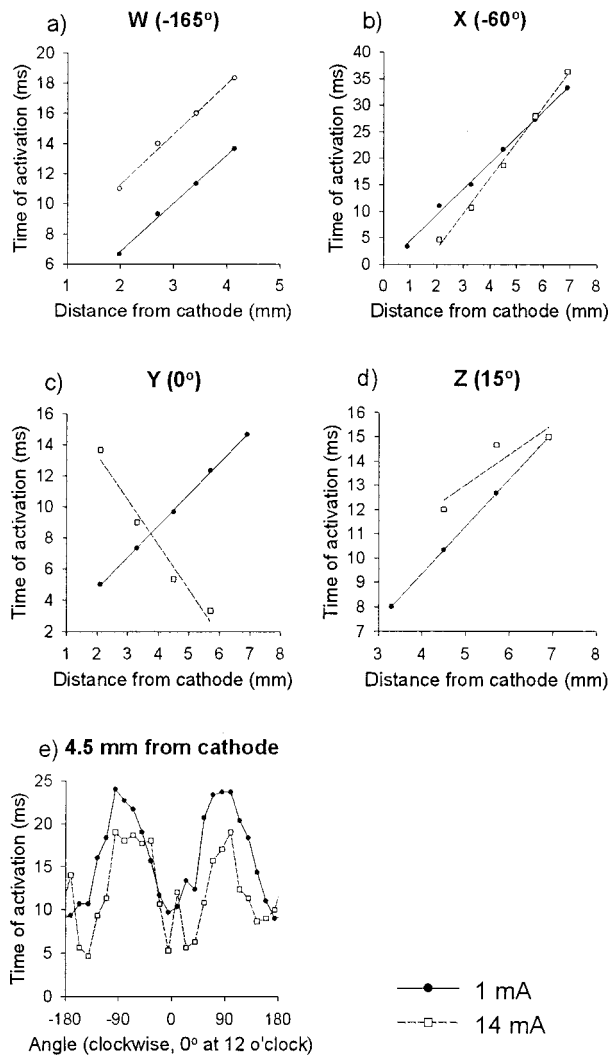 a) W (-165º)
Time of activation (ms)
20
18
16
14
12
10
8
6
1 2 3 4 5
Distance from cathode (mm)
b) X (-60º)
Time of activation (ms)
40
35
30
25
20
15
10
5
0
0 1 2 3 4 5 6 7 8
Distance from cathode (mm)
c) Y (0º)
Time of activation (ms)
16
14
12
10
8
6
4
2
1 2 3 4 5 6 7 8
Distance from cathode (mm)
d) Z (15º)
Time of activation (ms)
16
15
14
13
12
11
10
9
8
7
3 4 5 6 7 8
Distance from cathode (mm)
e) 4.5 mm from cathode
Time of activation (ms)
25
20
15
10
5
0
-180 -90 0 90 180
Angle (clockwise, 0º at 12 o'clock)
1 mA
14 mA